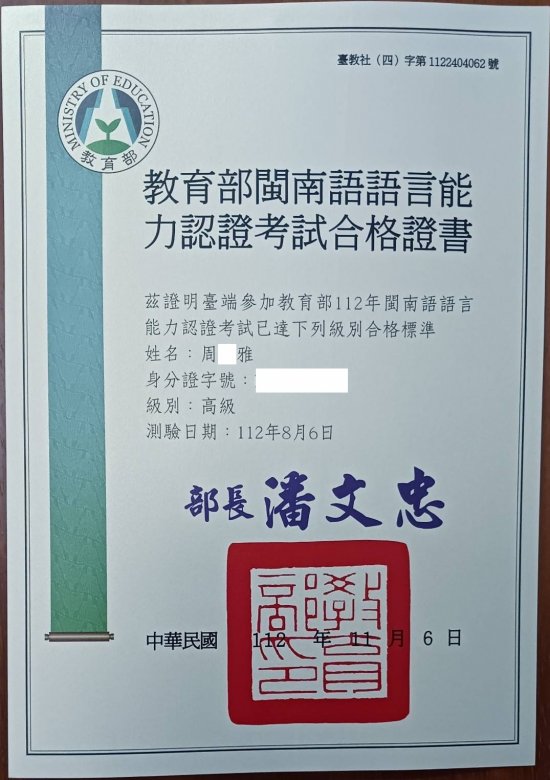 臺教社（四）字第1122404062號
MINISTRY OF EDUCATION
教育部
教育部閩南語語言能
力認證考試合格證書
茲證明臺端參加教育部112年閩南語語言
能力認證考試已達下列級別合格標準
姓名：周 雅
身分證字號：
級別：高級
測驗日期：112年8月6日
部長 潘文忠
教育部印
中華民國 112 年 11 月 6 日